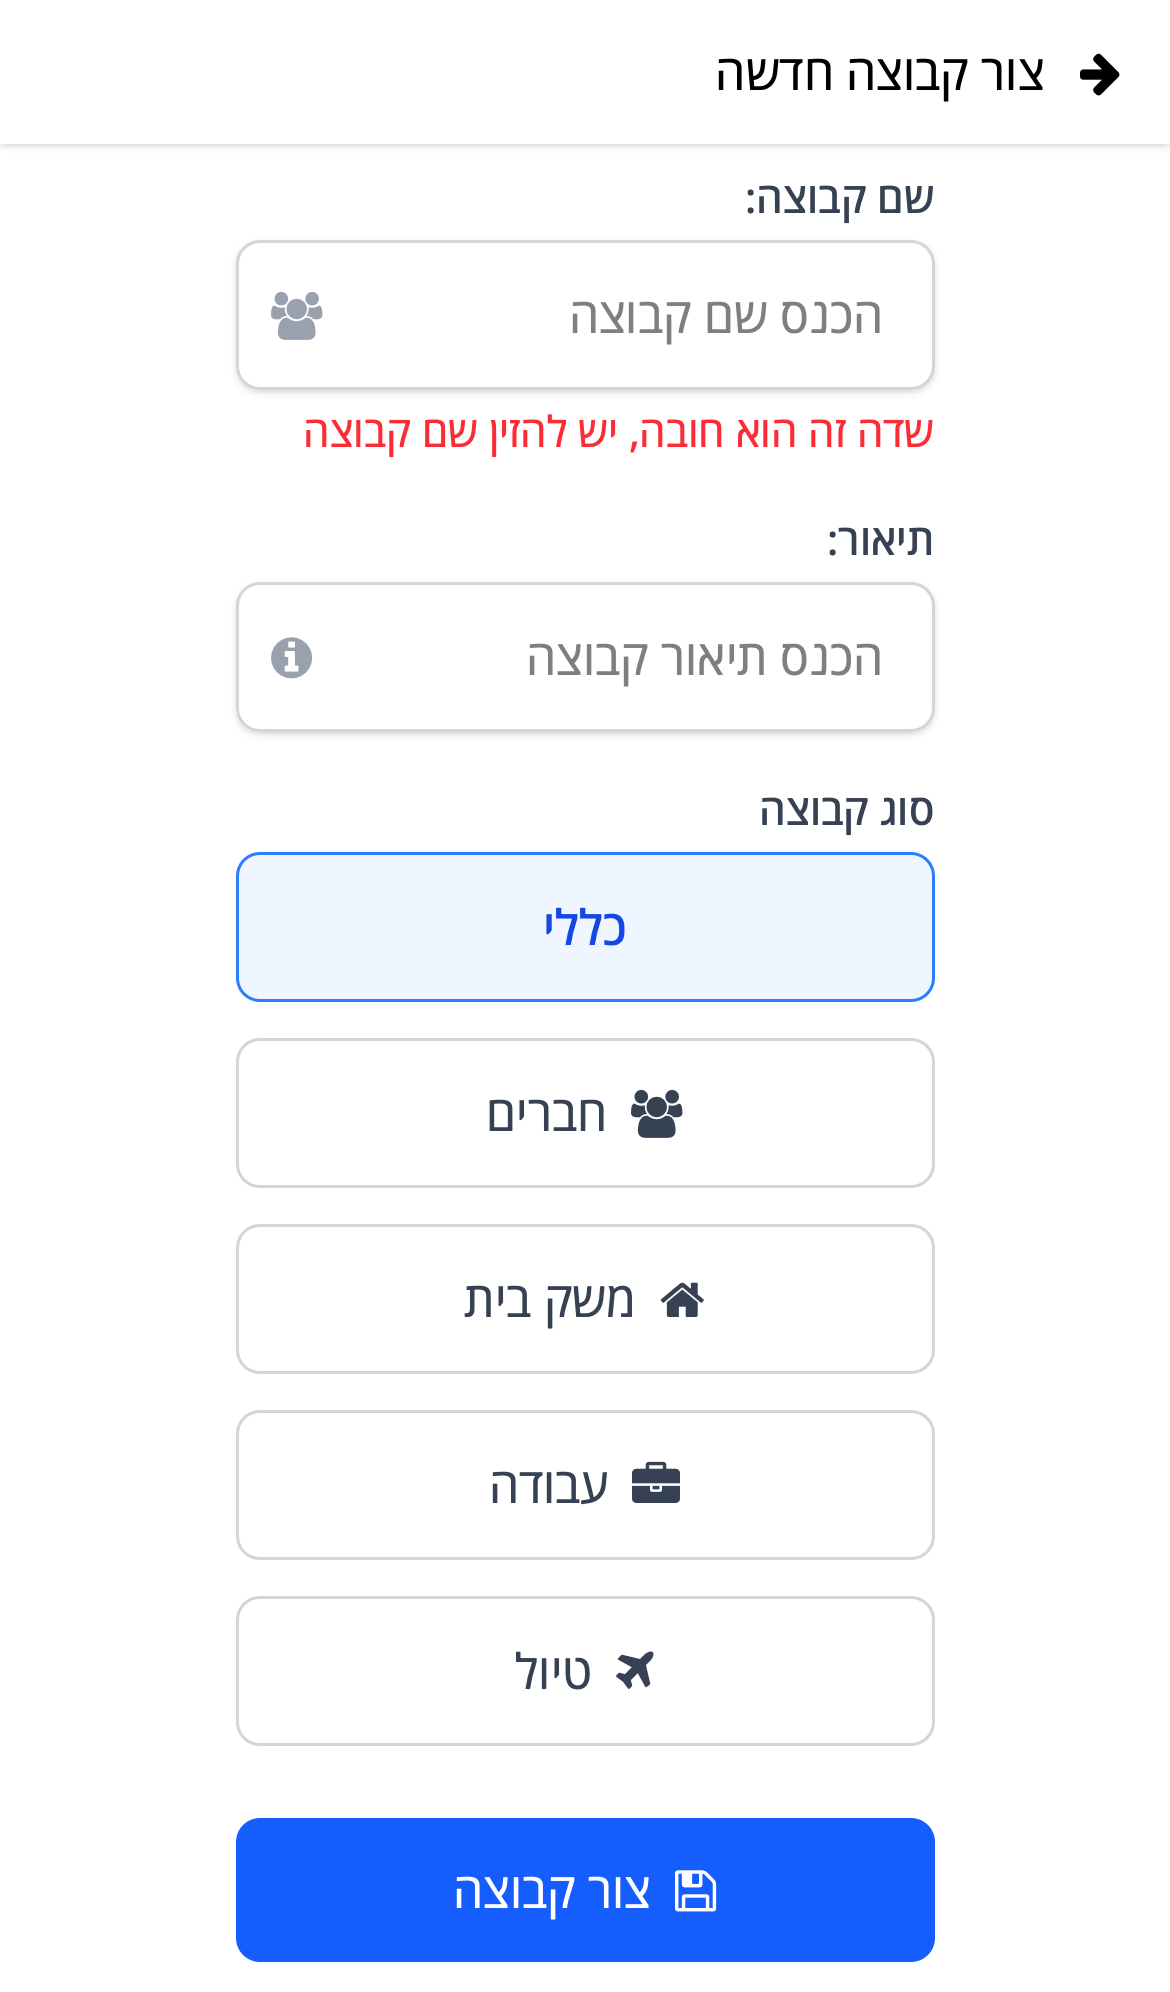 צור קבוצה חדשה
שם קבוצה:
הכנס שם קבוצה
שדה זה הוא חובה, יש להזין שם קבוצה
תיאור:
הכנס תיאור קבוצה
סוג קבוצה
כללי
חברים
משק בית
עבודה
טיול
צור קבוצה